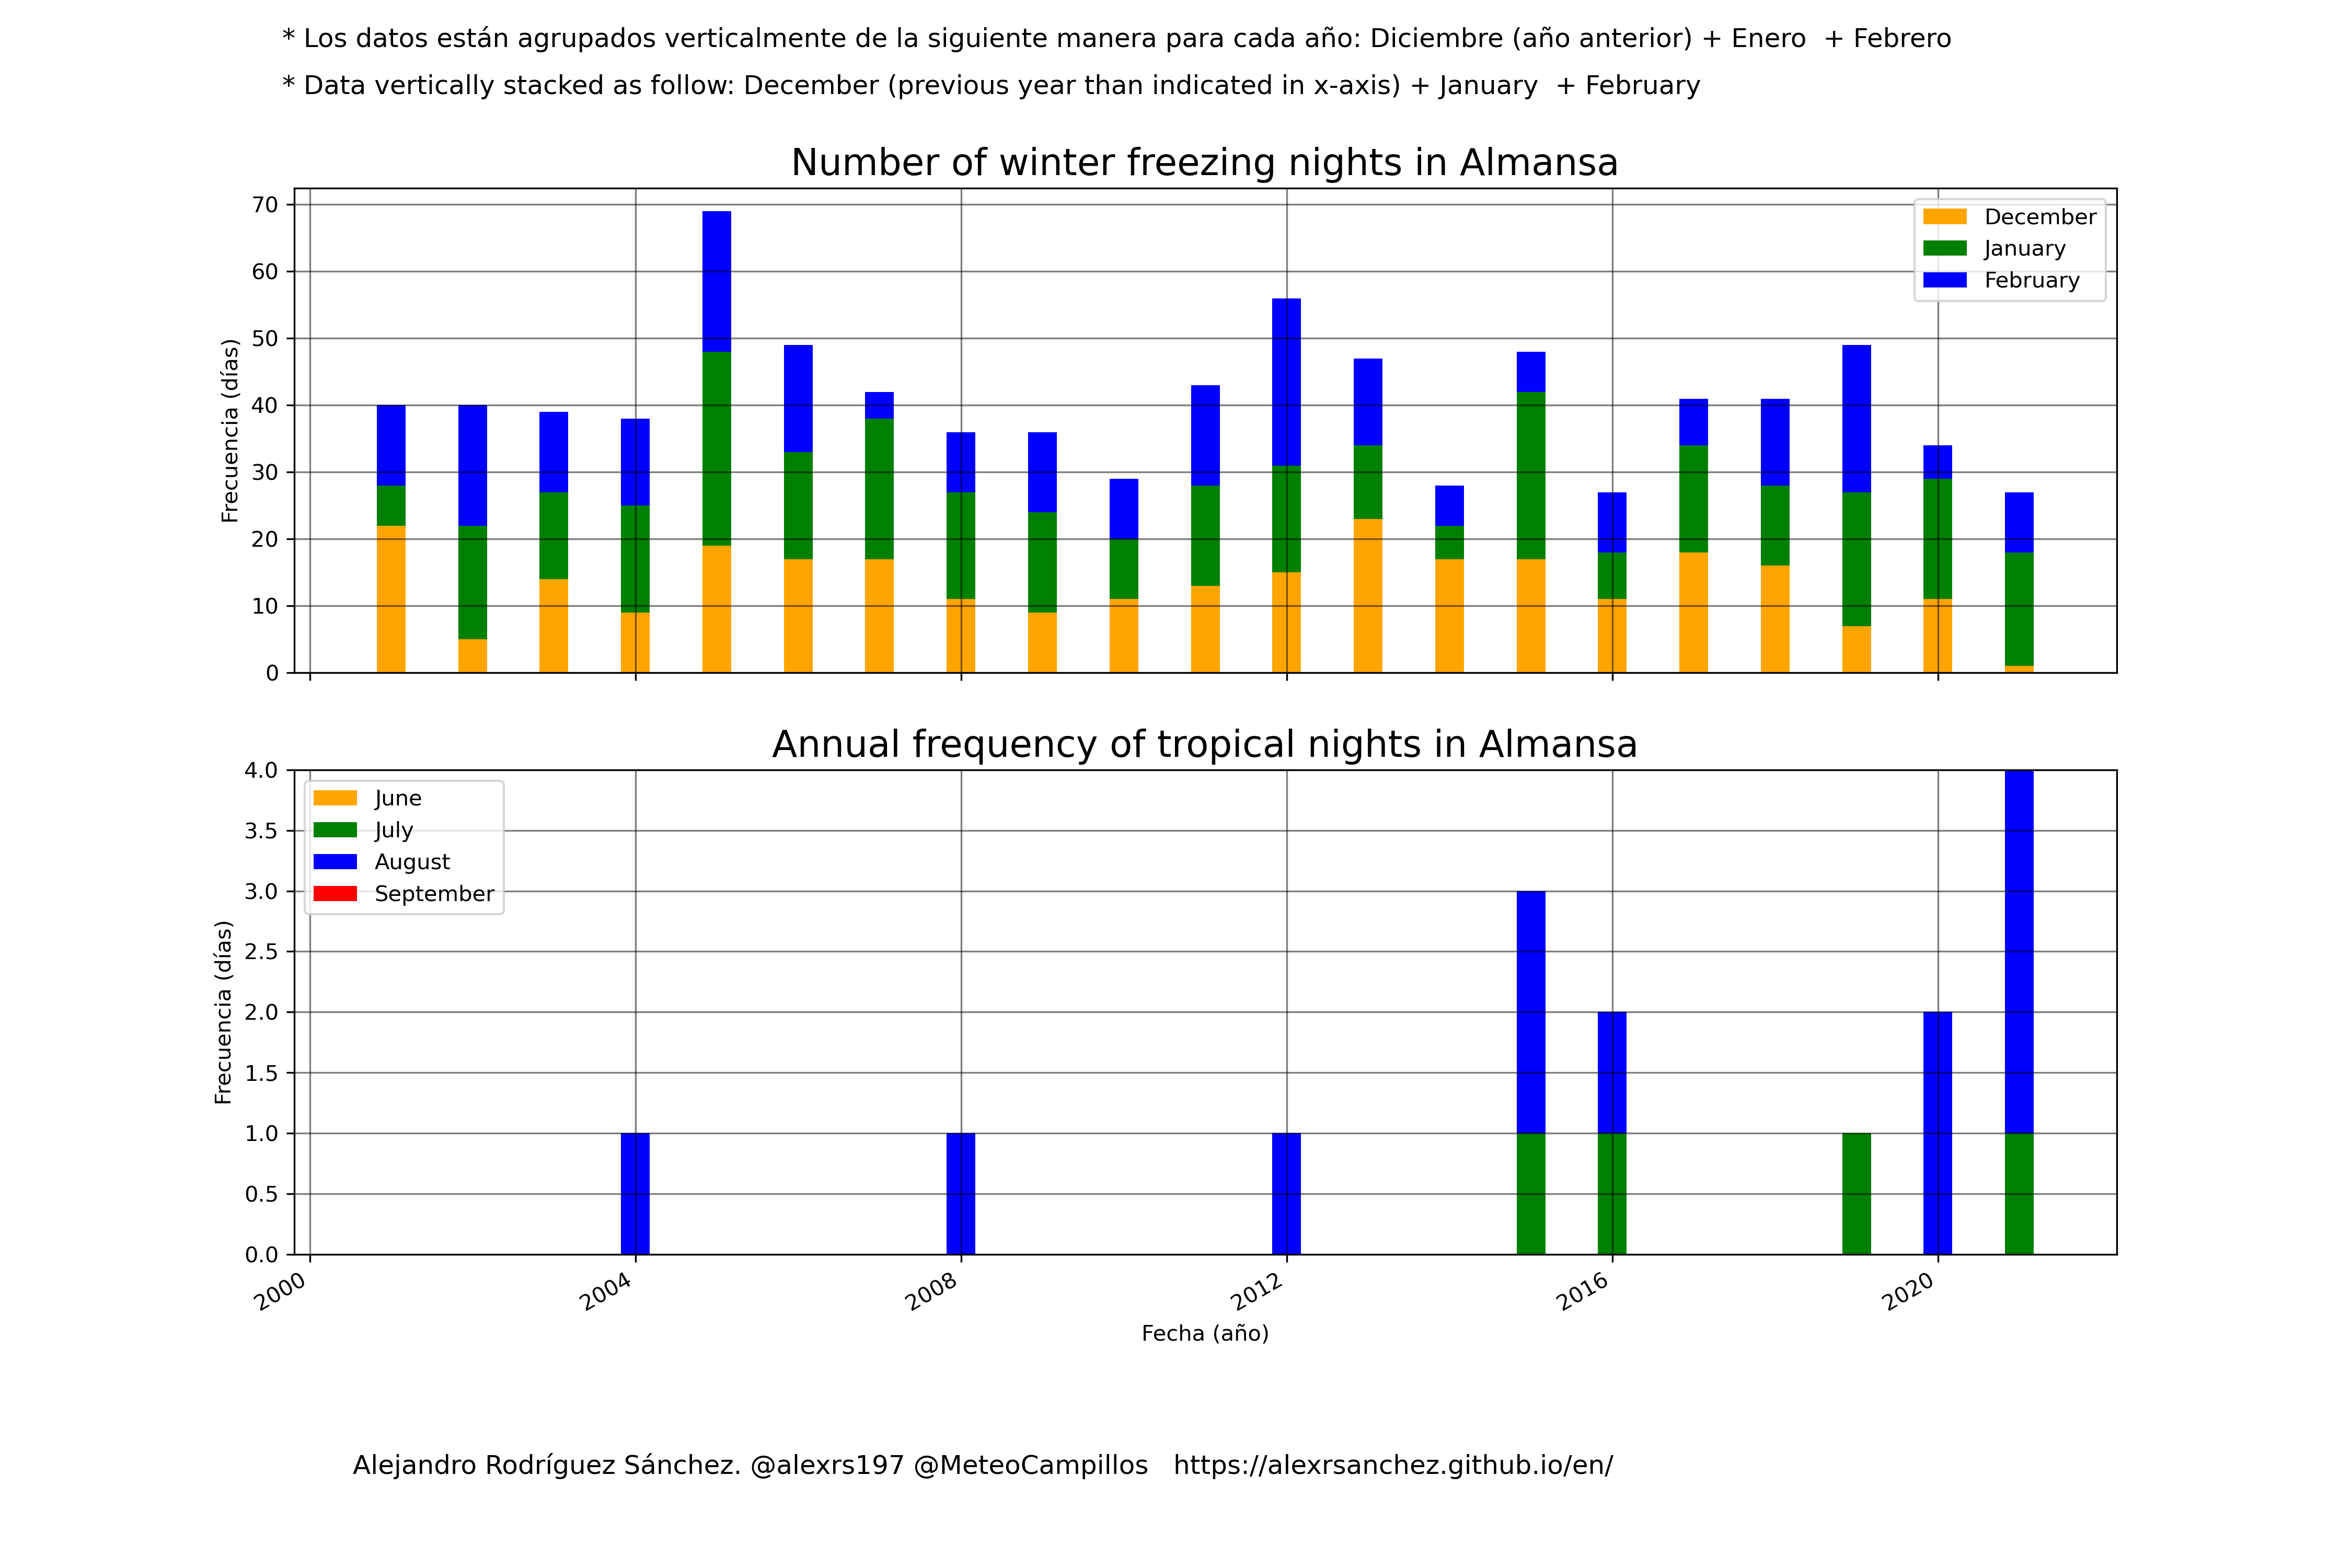 * Los datos están agrupados verticalmente de la siguiente manera para cada año: Diciembre (año anterior) + Enero  + Febrero
* Data vertically stacked as follow: December (previous year than indicated in x-axis) + January  + February
Number of winter freezing nights in Almansa
70
60
50
40
30
20
10
0
Frecuencia (días)
December
January
February
Annual frequency of tropical nights in Almansa
4.0
3.5
3.0
2.5
2.0
1.5
1.0
0.5
0.0
Frecuencia (días)
June
July
August
September
2000
2004
2008
2012
2016
2020
Fecha (año)
Alejandro Rodríguez Sánchez. @alexrs197 @MeteoCampillos   https://alexrsanchez.github.io/en/